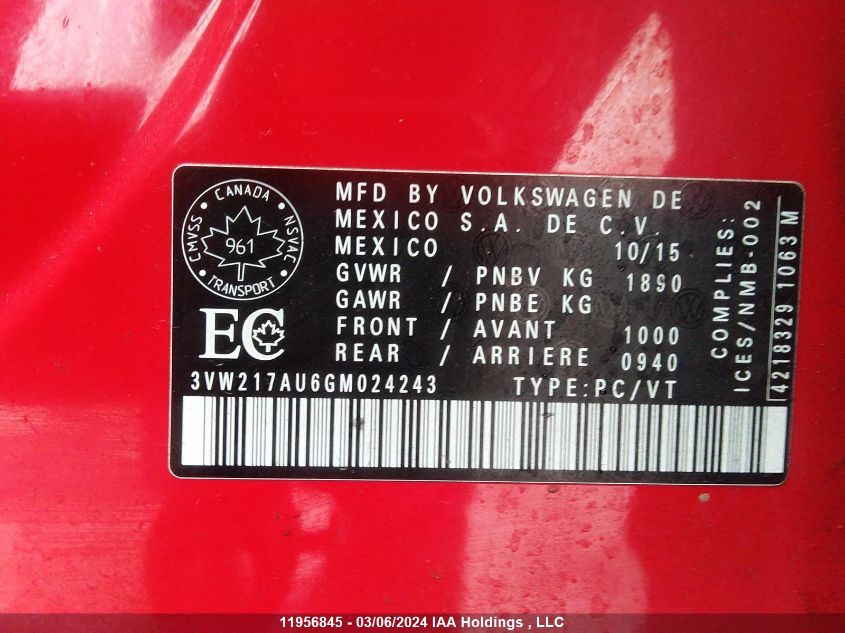 CMVSS CANADA NSVAC
961
TRANSPORT
EC
MFD BY VOLKSWAGEN DE
MEXICO S.A. DE C.V.
MEXICO 10/15
GVWR / PNBV KG 1890
GAWR / PNBE KG
FRONT / AVANT 1000
REAR / ARRIERE 0940
3VW217AU6GM024243 TYPE:PC/VT
COMPLIES:
ICES/NMB-002
4218329 1063 M
11956845 - 03/06/2024 IAA Holdings , LLC